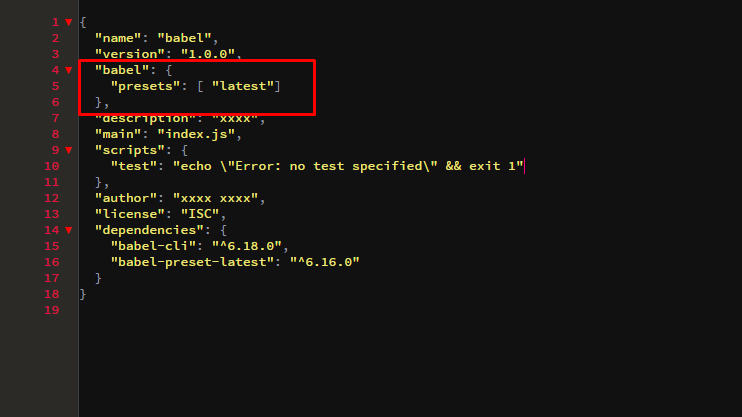 1 {
2 "name": "babel",
3 "version": "1.0.0",
4 "babel": {
5 "presets": [ "latest"]
6 },
7 "description": "xxxx",
8 "main": "index.js",
9 "scripts": {
10 "test": "echo \"Error: no test specified\" && exit 1"
11 },
12 "author": "xxxx xxxx",
13 "license": "ISC",
14 "dependencies": {
15 "babel-cli": "^6.18.0",
16 "babel-preset-latest": "^6.16.0"
17 }
18 }
19